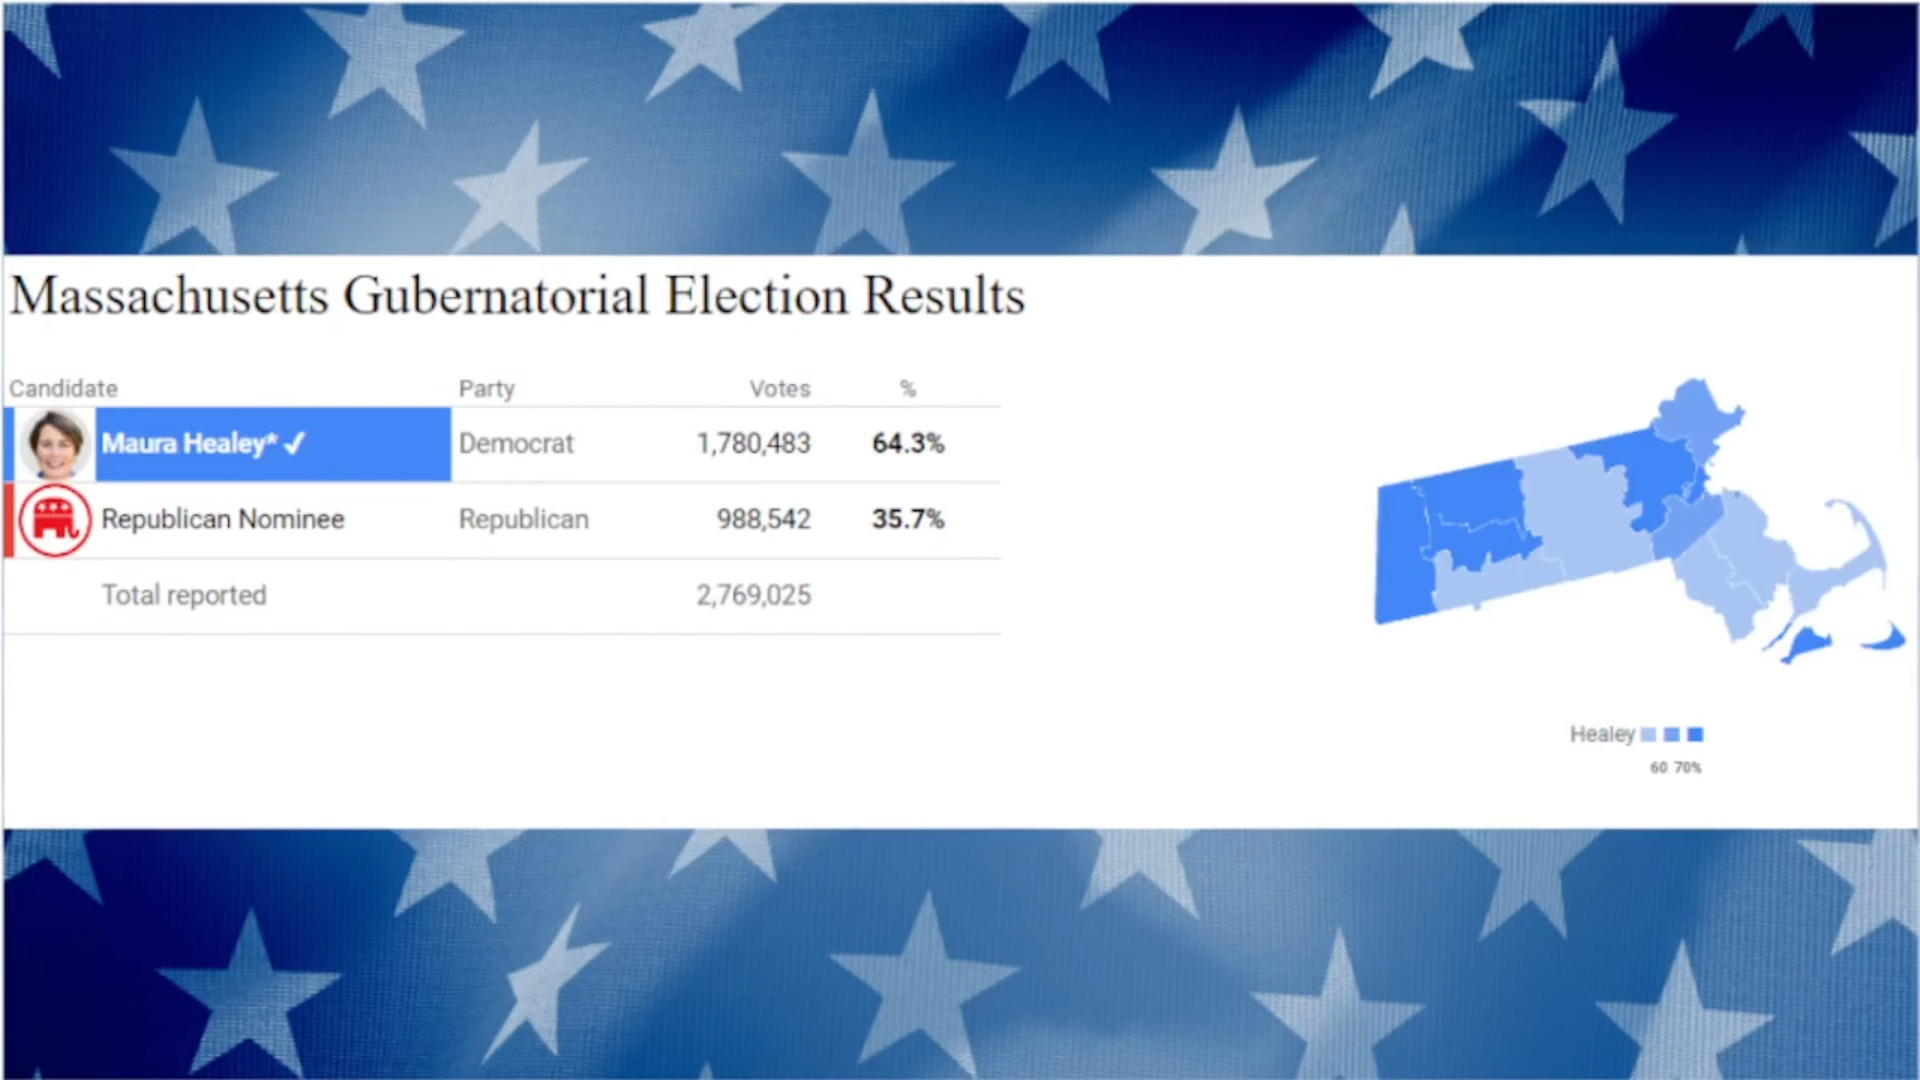 Massachusetts Gubernatorial Election Results
Candidate Party Votes %
Maura Healey* ✓ Democrat 1,780,483 64.3%
Republican Nominee Republican 988,542 35.7%
Total reported 2,769,025
Healey
60 70%